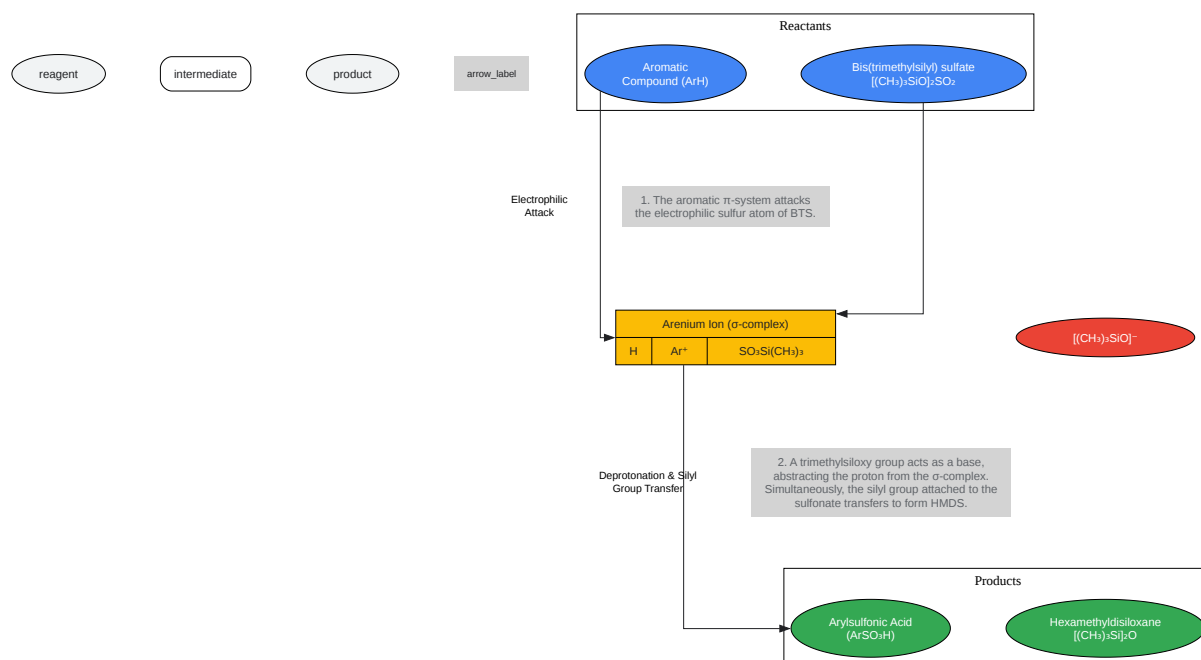 Reactants
reagent
intermediate
product
arrow_label
Aromatic
Compound (ArH)
Bis(trimethylsilyl) sulfate
[(CH₃)₃SiO]₂SO₂
Electrophilic
Attack
1. The aromatic π-system attacks
the electrophilic sulfur atom of BTS.
Arenium Ion (σ-complex)
H
Ar⁺
SO₃Si(CH₃)₃
[(CH₃)₃SiO]⁻
Deprotonation & Silyl
Group Transfer
2. A trimethylsiloxy group acts as a base,
abstracting the proton from the σ-complex.
Simultaneously, the silyl group attached to the
sulfonate transfers to form HMDS.
Products
Arylsulfonic Acid
(ArSO₃H)
Hexamethyldisiloxane
[(CH₃)₃Si]₂O